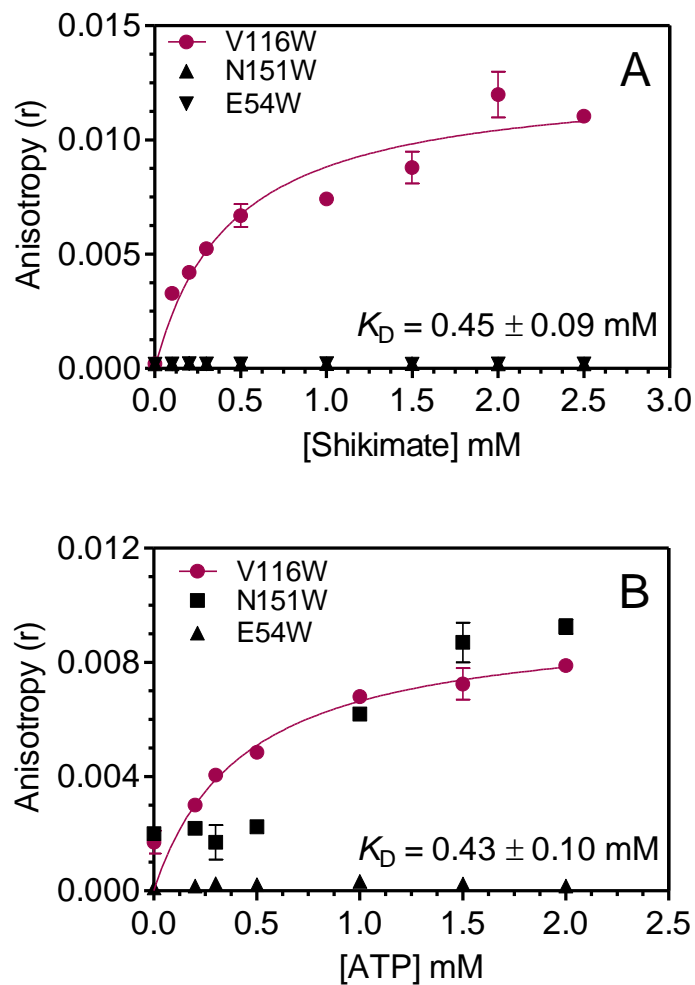 0.015
0.010
0.005
0.000
Anisotropy (r)
V116W
N151W
E54W
A
KD = 0.45 ± 0.09 mM
0.0 0.5 1.0 1.5 2.0 2.5 3.0
[Shikimate] mM
0.012
0.008
0.004
0.000
Anisotropy (r)
V116W
N151W
E54W
B
KD = 0.43 ± 0.10 mM
0.0 0.5 1.0 1.5 2.0 2.5
[ATP] mM